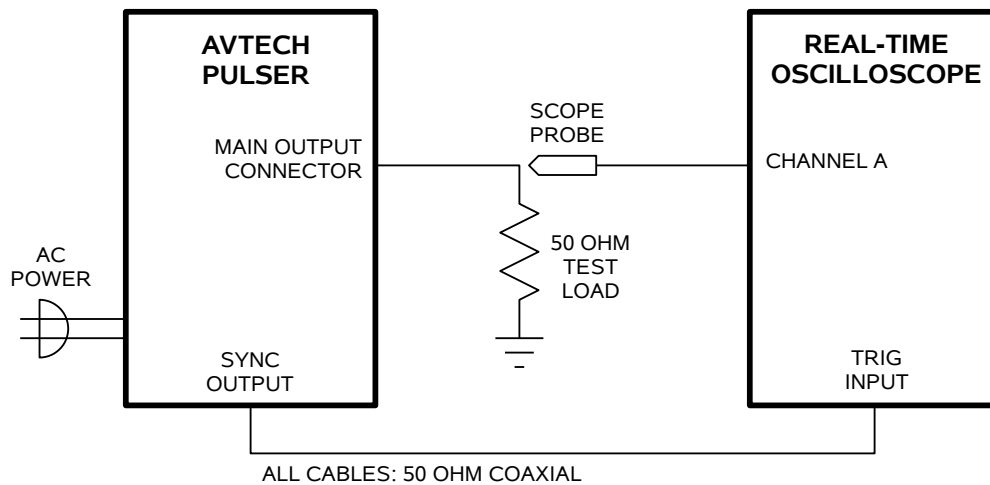 AVTECH
PULSER
REAL-TIME
OSCILLOSCOPE
SCOPE
PROBE
MAIN OUTPUT
CONNECTOR
CHANNEL A
50 OHM
TEST
LOAD
AC
POWER
SYNC
OUTPUT
TRIG
INPUT
ALL CABLES: 50 OHM COAXIAL